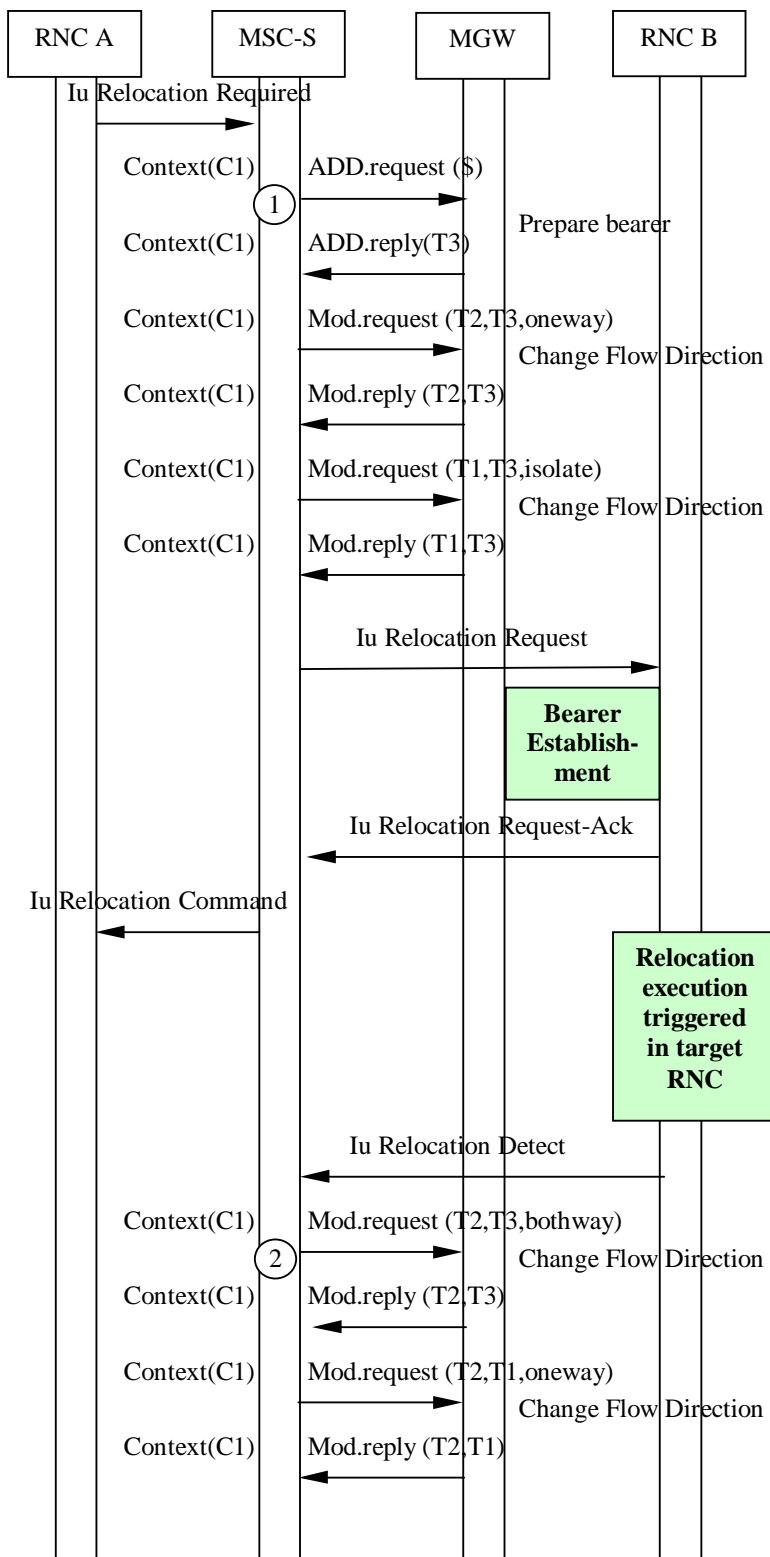 RNC A
MSC-S
MGW
RNC B
Iu Relocation Required
Context(C1)
ADD.request ($)
1
Prepare bearer
Context(C1)
ADD.reply(T3)
Context(C1)
Mod.request (T2,T3,oneway)
Change Flow Direction
Context(C1)
Mod.reply (T2,T3)
Context(C1)
Mod.request (T1,T3,isolate)
Change Flow Direction
Context(C1)
Mod.reply (T1,T3)
Iu Relocation Request
Bearer
Establish-
ment
Iu Relocation Request-Ack
Iu Relocation Command
Relocation
execution
triggered
in target
RNC
Iu Relocation Detect
Context(C1)
Mod.request (T2,T3,bothway)
2
Change Flow Direction
Context(C1)
Mod.reply (T2,T3)
Context(C1)
Mod.request (T2,T1,oneway)
Change Flow Direction
Context(C1)
Mod.reply (T2,T1)